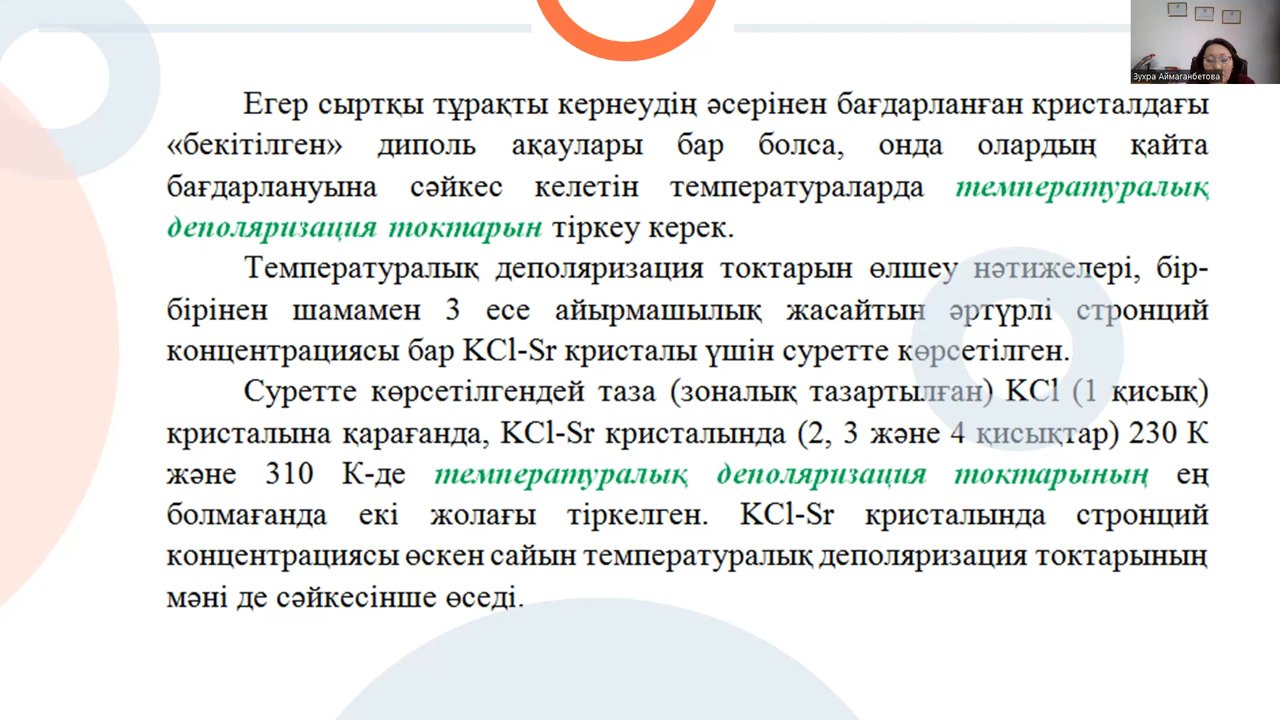 Зухра Аймаганбетова
Егер сыртқы тұрақты кернеудің әсерінен бағдарланған кристалдағы
«бекітілген» диполь ақаулары бар болса, онда олардың қайта
бағдарлануына сәйкес келетін температураларда температуралық
деполяризация токтарын тіркеу керек.
Температуралық деполяризация токтарын өлшеу нәтижелері, бір-
бірінен шамамен 3 есе айырмашылық жасайтын әртүрлі стронций
концентрациясы бар KCl-Sr кристалы үшін суретте көрсетілген.
Суретте көрсетілгендей таза (зоналық тазартылған) KCl (1 қисық)
кристалына қарағанда, KCl-Sr кристалында (2, 3 және 4 қисықтар) 230 К
және 310 К-де температуралық деполяризация токтарының ең
болмағанда екі жолағы тіркелген. KCl-Sr кристалында стронций
концентрациясы өскен сайын температуралық деполяризация токтарының
мәні де сәйкесінше өседі.